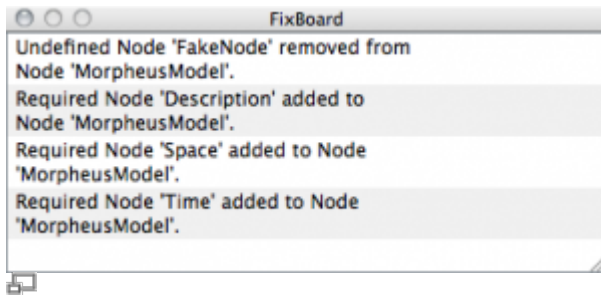 FixBoard
Undefined Node 'FakeNode' removed from
Node 'MorpheusModel'.
Required Node 'Description' added to
Node 'MorpheusModel'.
Required Node 'Space' added to Node
'MorpheusModel'.
Required Node 'Time' added to Node
'MorpheusModel'.